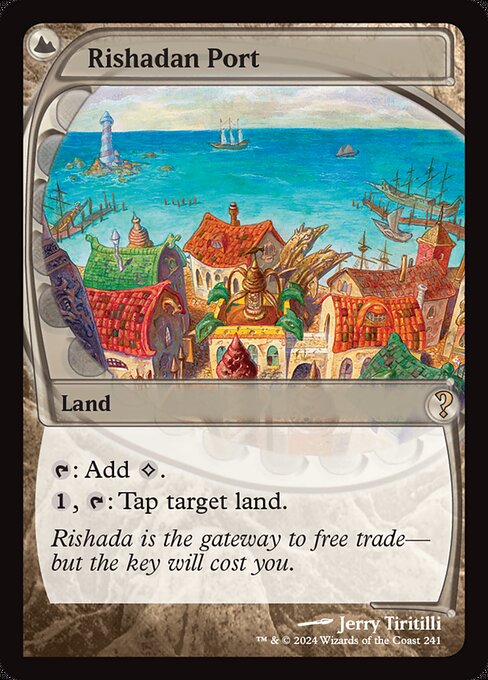 Rishadan Port
Land
: Add .
1, : Tap target land.
Rishada is the gateway to free trade—
but the key will cost you.
Jerry Tiritilli
™ & © 2024 Wizards of the Coast 241